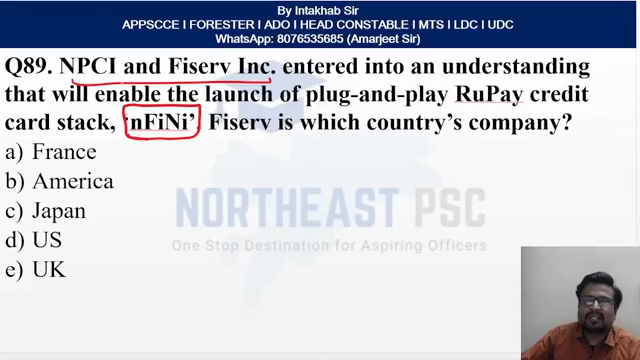 By Intakhab Sir
APPSCCE I FORESTER I ADO I HEAD CONSTABLE I MTS I LDC I UDC
WhatsApp: 8076535685 (Amarjeet Sir)
Q89. NPCI and Fiserv Inc. entered into an understanding
that will enable the launch of plug-and-play RuPay credit
card stack, ‘nFiNi’. Fiserv is which country’s company?
a) France
b) America
c) Japan
d) US
e) UK
NORTHEAST PSC
One Stop Destination for Aspiring Officers